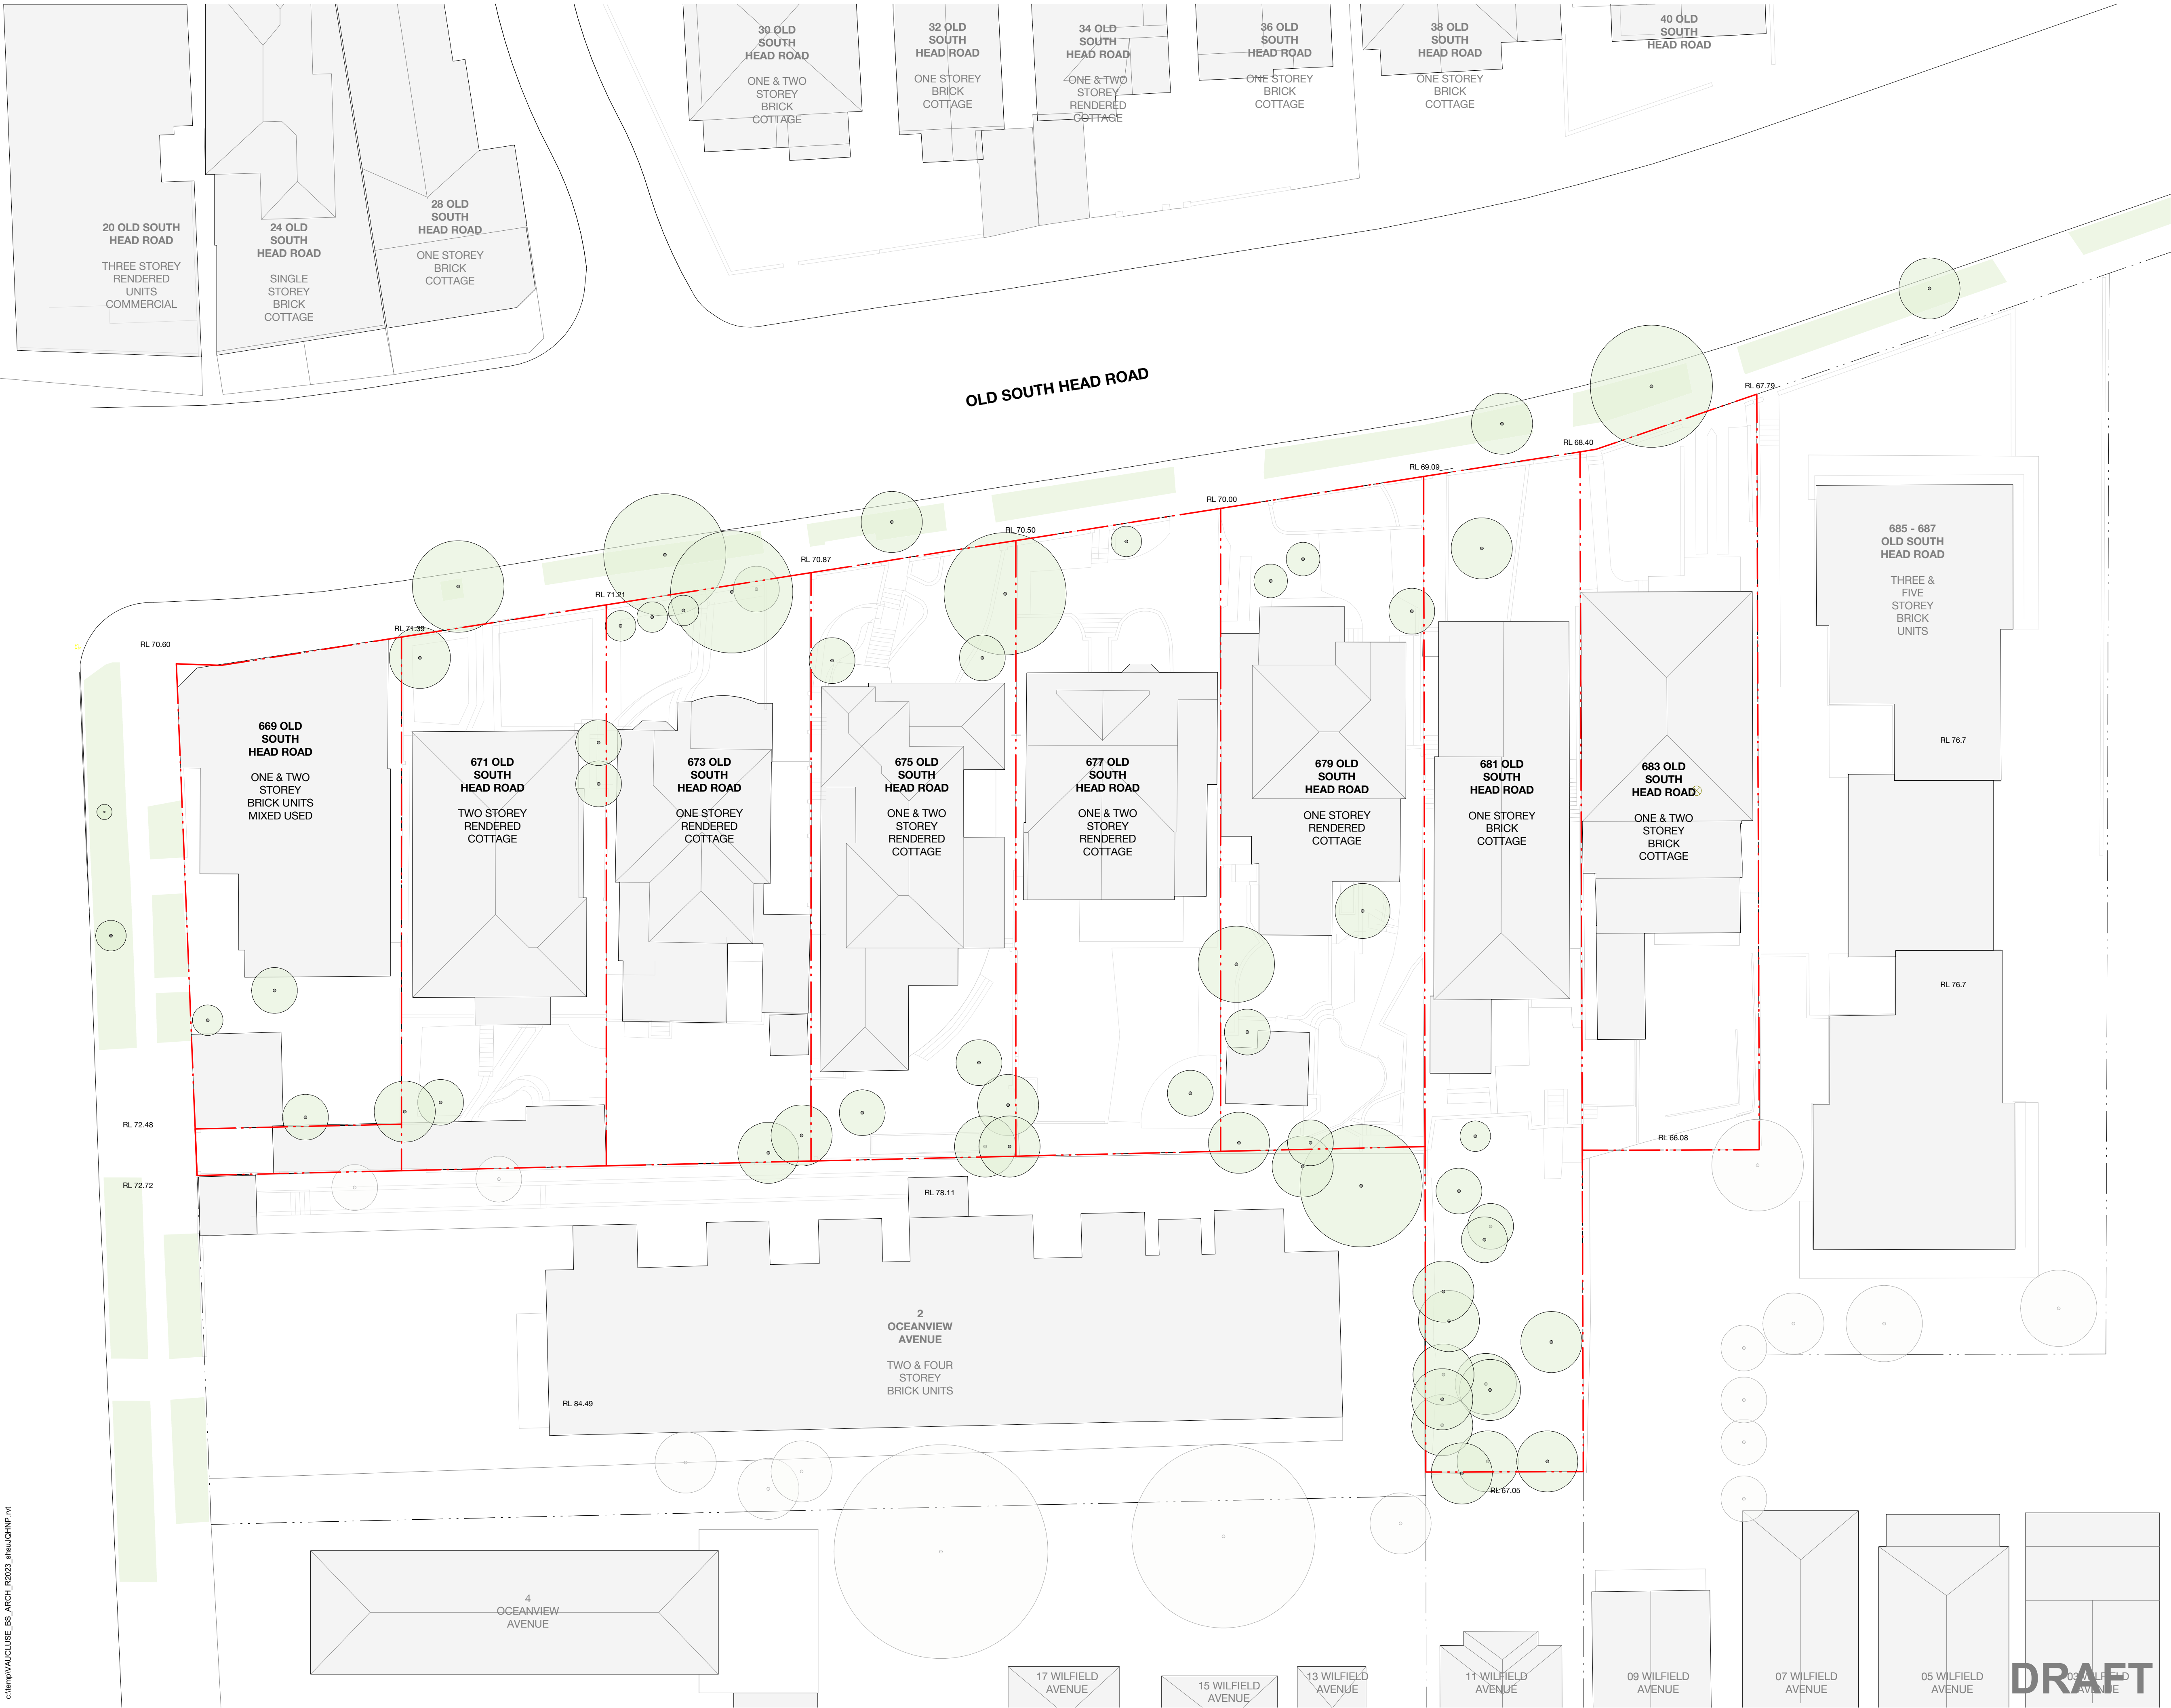 30 OLD
SOUTH
HEAD ROAD
ONE & TWO
STOREY
BRICK
COTTAGE
32 OLD
SOUTH
HEAD ROAD
ONE STOREY
BRICK
COTTAGE
34 OLD
SOUTH
HEAD ROAD
ONE & TWO
STOREY
RENDERED
COTTAGE
36 OLD
SOUTH
HEAD ROAD
ONE STOREY
BRICK
COTTAGE
38 OLD
SOUTH
HEAD ROAD
ONE STOREY
BRICK
COTTAGE
40 OLD
SOUTH
HEAD ROAD
20 OLD SOUTH
HEAD ROAD
THREE STOREY
RENDERED
UNITS
COMMERCIAL
24 OLD
SOUTH
HEAD ROAD
SINGLE
STOREY
BRICK
COTTAGE
28 OLD
SOUTH
HEAD ROAD
ONE STOREY
BRICK
COTTAGE
OLD SOUTH HEAD ROAD
RL 67.79
RL 68.40
RL 69.09
RL 70.00
RL 70.50
RL 70.87
RL 71.21
RL 71.39
RL 70.60
669 OLD
SOUTH
HEAD ROAD
ONE & TWO
STOREY
BRICK UNITS
MIXED USED
671 OLD
SOUTH
HEAD ROAD
TWO STOREY
RENDERED
COTTAGE
673 OLD
SOUTH
HEAD ROAD
ONE STOREY
RENDERED
COTTAGE
675 OLD
SOUTH
HEAD ROAD
ONE & TWO
STOREY
RENDERED
COTTAGE
677 OLD
SOUTH
HEAD ROAD
ONE & TWO
STOREY
RENDERED
COTTAGE
679 OLD
SOUTH
HEAD ROAD
ONE STOREY
RENDERED
COTTAGE
681 OLD
SOUTH
HEAD ROAD
ONE STOREY
BRICK
COTTAGE
683 OLD
SOUTH
HEAD ROAD
ONE & TWO
STOREY
BRICK
COTTAGE
685 - 687
OLD SOUTH
HEAD ROAD
THREE &
FIVE
STOREY
BRICK
UNITS
RL 76.7
RL 76.7
RL 72.48
RL 66.08
RL 72.72
RL 78.11
2
OCEANVIEW
AVENUE
TWO & FOUR
STOREY
BRICK UNITS
RL 84.49
RL 67.05
4
OCEANVIEW
AVENUE
17 WILFIELD
AVENUE
15 WILFIELD
AVENUE
13 WILFIELD
AVENUE
11 WILFIELD
AVENUE
09 WILFIELD
AVENUE
07 WILFIELD
AVENUE
05 WILFIELD
AVENUE
03 WILFIELD
AVENUE
DRAFT
c:\temp\VAUCLUSE_BS_ARCH_R2023_shsuJQHNP.rvt